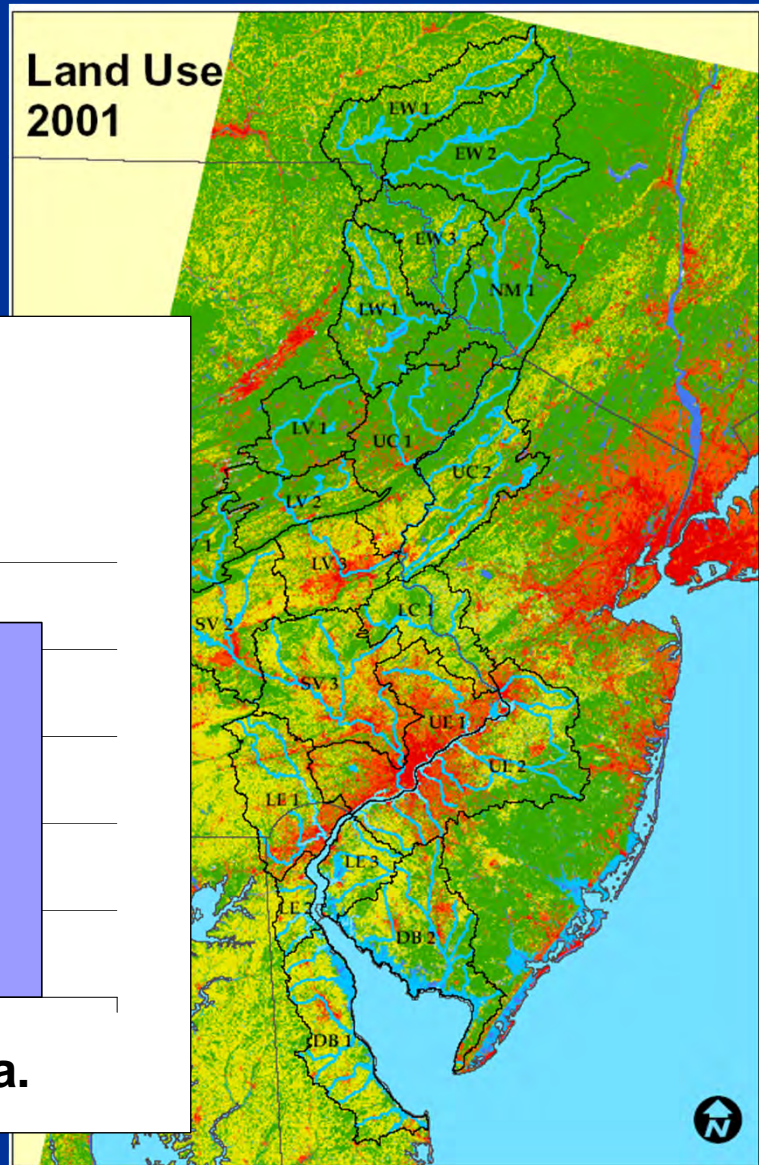 Land Use
2001
EW 1
EW 2
EW 3
NM 1
LW 1
LV 1
UC 1
UC 2
LV 2
LV 3
LC 1
SV 2
SV 3
UE 1
UE 2
LE 1
LE 3
LE 2
DB 2
DB 1
a.
N